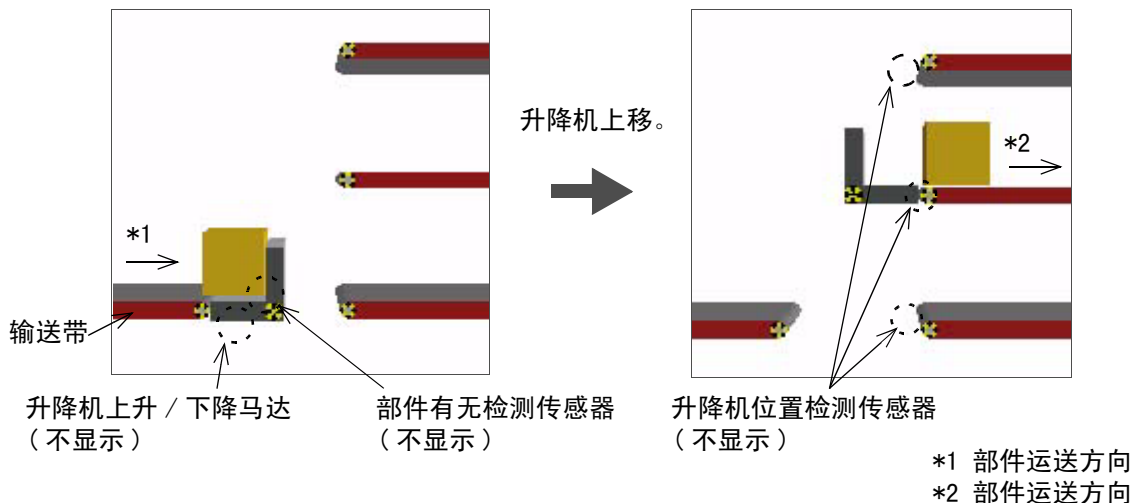 升降机上移。
*1
*2
输送带
升降机上升 / 下降马达
( 不显示 )
部件有无检测传感器
( 不显示 )
升降机位置检测传感器
( 不显示 )
*1 部件运送方向
*2 部件运送方向